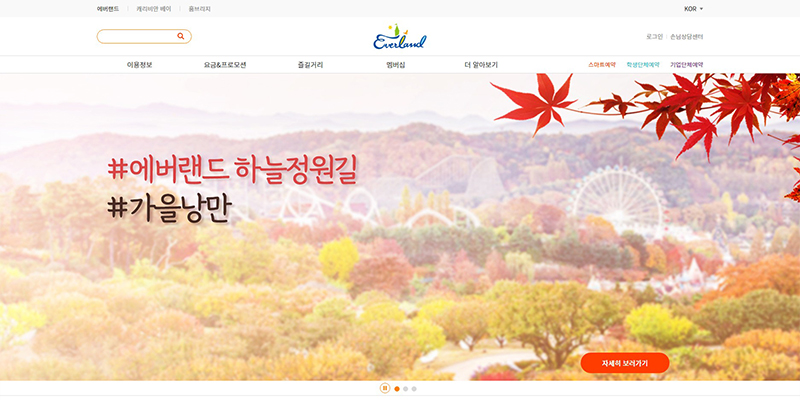 에버랜드 캐리비안 베이 홈브리지
KOR
Everland
로그인 손님상담센터
이용정보 요금&프로모션 즐길거리 멤버십 더 알아보기 스마트예약 학생단체예약 기업단체예약
#에버랜드 하늘정원길
#가을낭만
자세히 보러가기